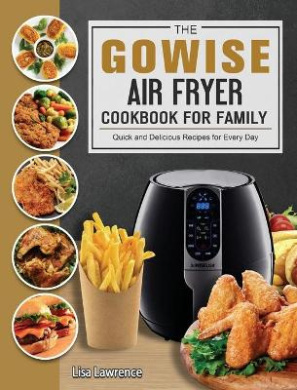 THE
GOWISE
AIR FRYER
COOKBOOK FOR FAMILY
Quick and Delicious Recipes for Every Day
Lisa Lawrence